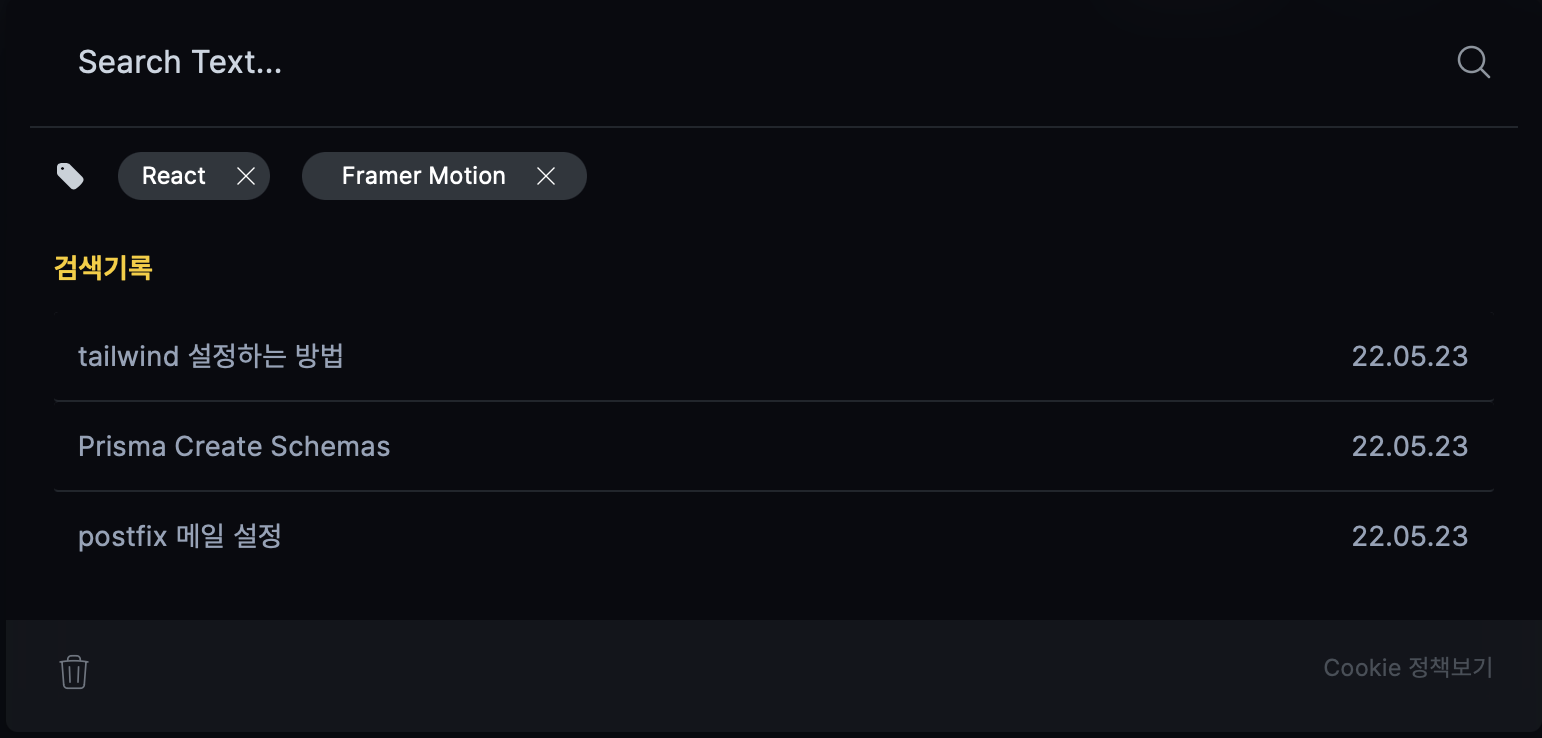 Search Text...
React
Framer Motion
검색기록
tailwind 설정하는 방법 22.05.23
Prisma Create Schemas 22.05.23
postfix 메일 설정 22.05.23
Cookie 정책보기